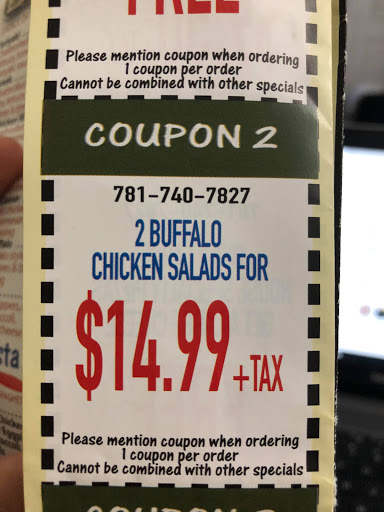 FREE
Please mention coupon when ordering
1 coupon per order
Cannot be combined with other specials
COUPON 2
781-740-7827
2 BUFFALO
CHICKEN SALADS FOR
$14.99 +TAX
Please mention coupon when ordering
1 coupon per order
Cannot be combined with other specials